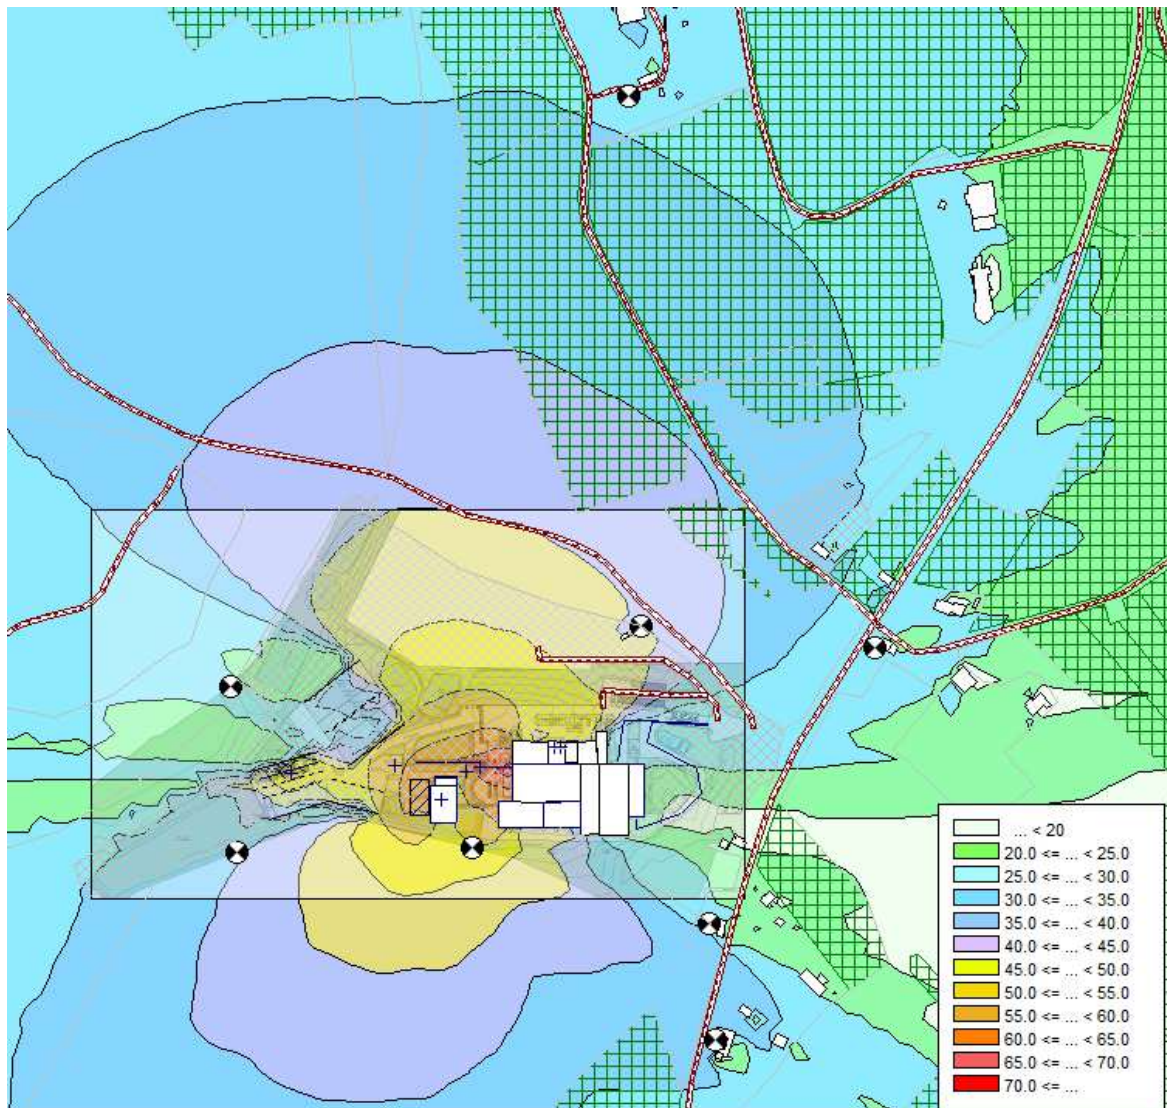 ... < 20
20.0 <= ... < 25.0
25.0 <= ... < 30.0
30.0 <= ... < 35.0
35.0 <= ... < 40.0
40.0 <= ... < 45.0
45.0 <= ... < 50.0
50.0 <= ... < 55.0
55.0 <= ... < 60.0
60.0 <= ... < 65.0
65.0 <= ... < 70.0
70.0 <= ...